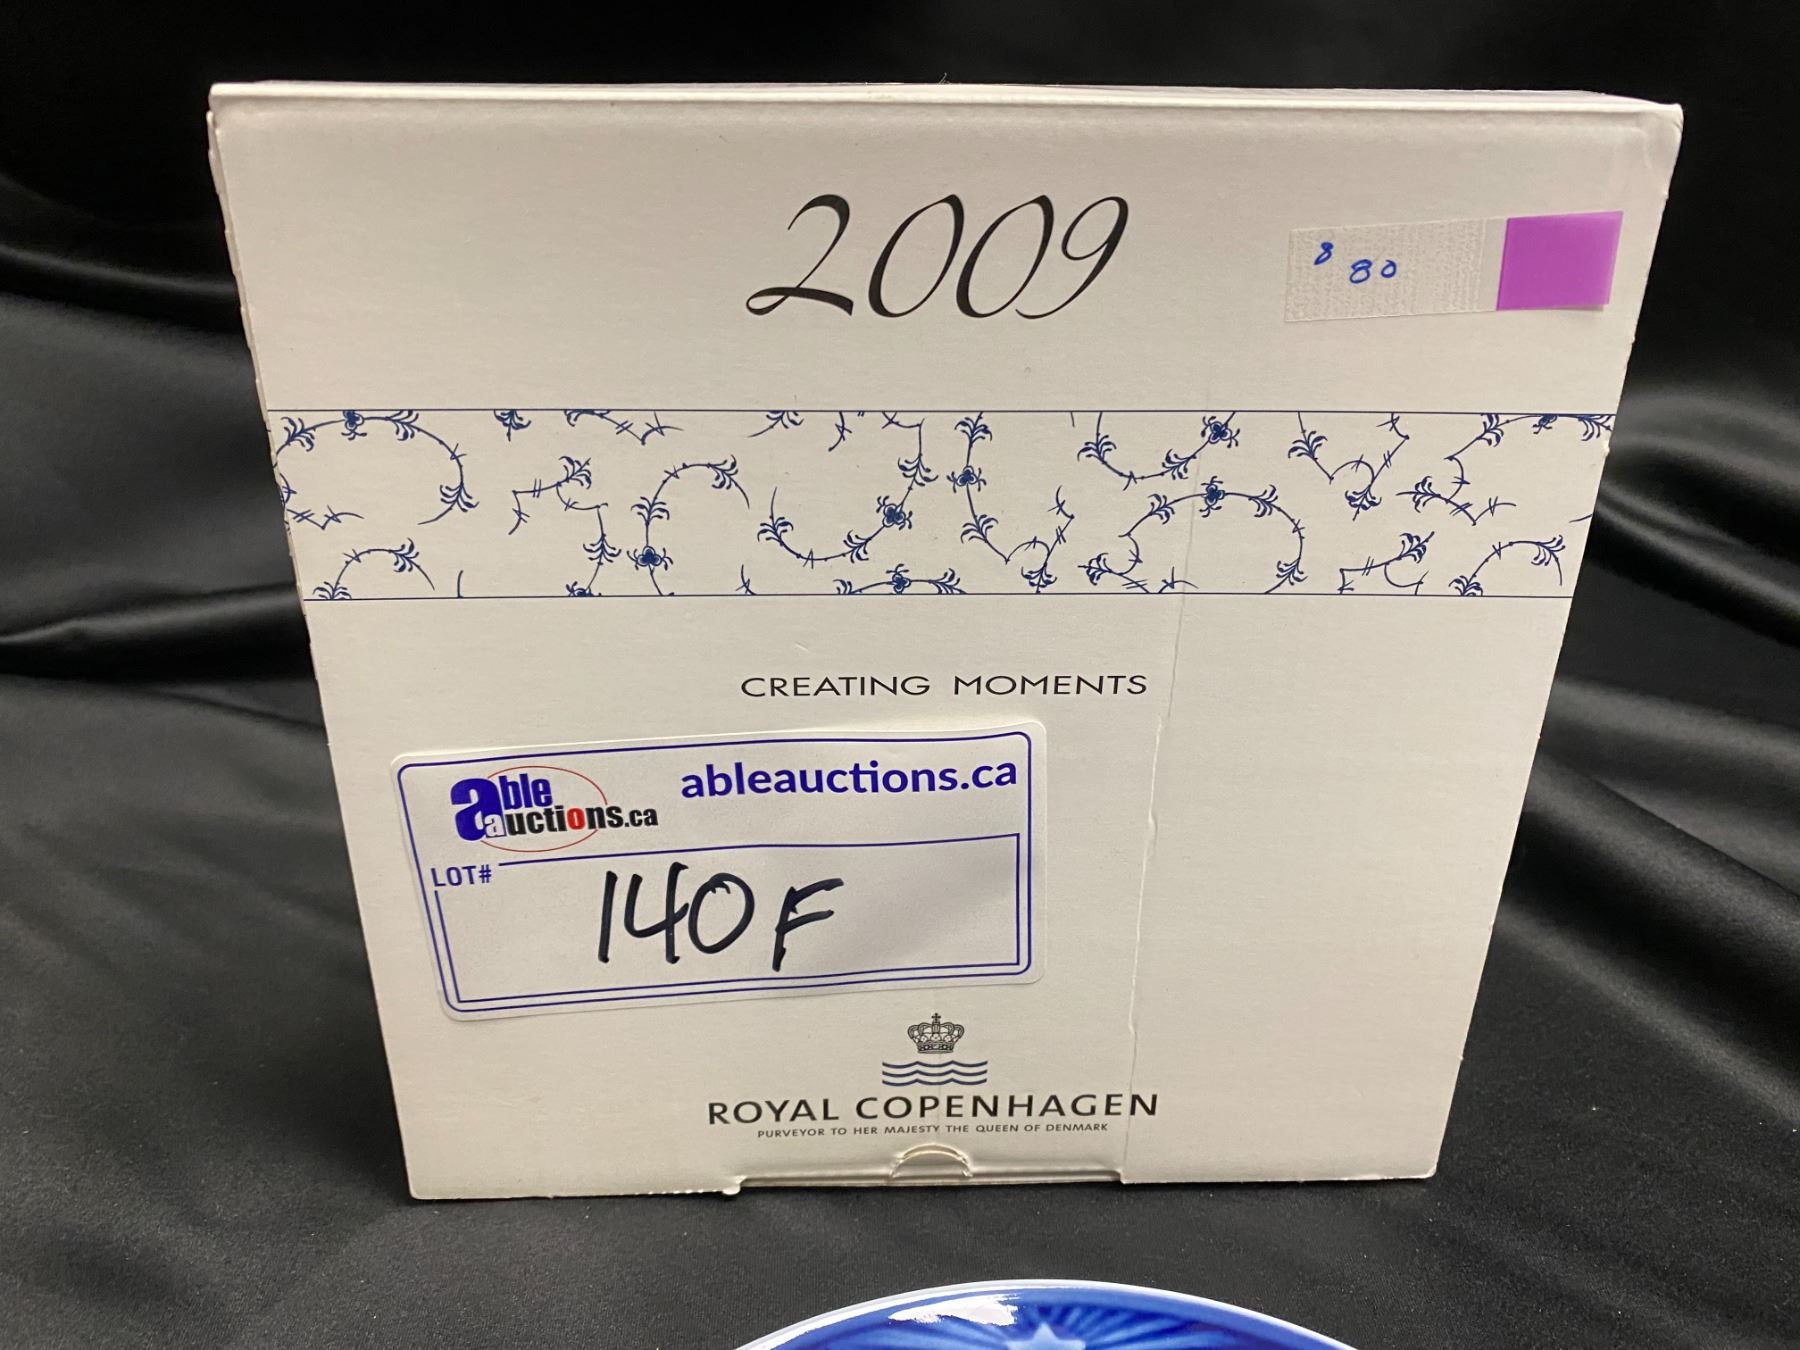 2009
$ 80
CREATING MOMENTS
able auctions.ca
ableauctions.ca
LOT#
140F
ROYAL COPENHAGEN
PURVEYOR TO HER MAJESTY THE QUEEN OF DENMARK